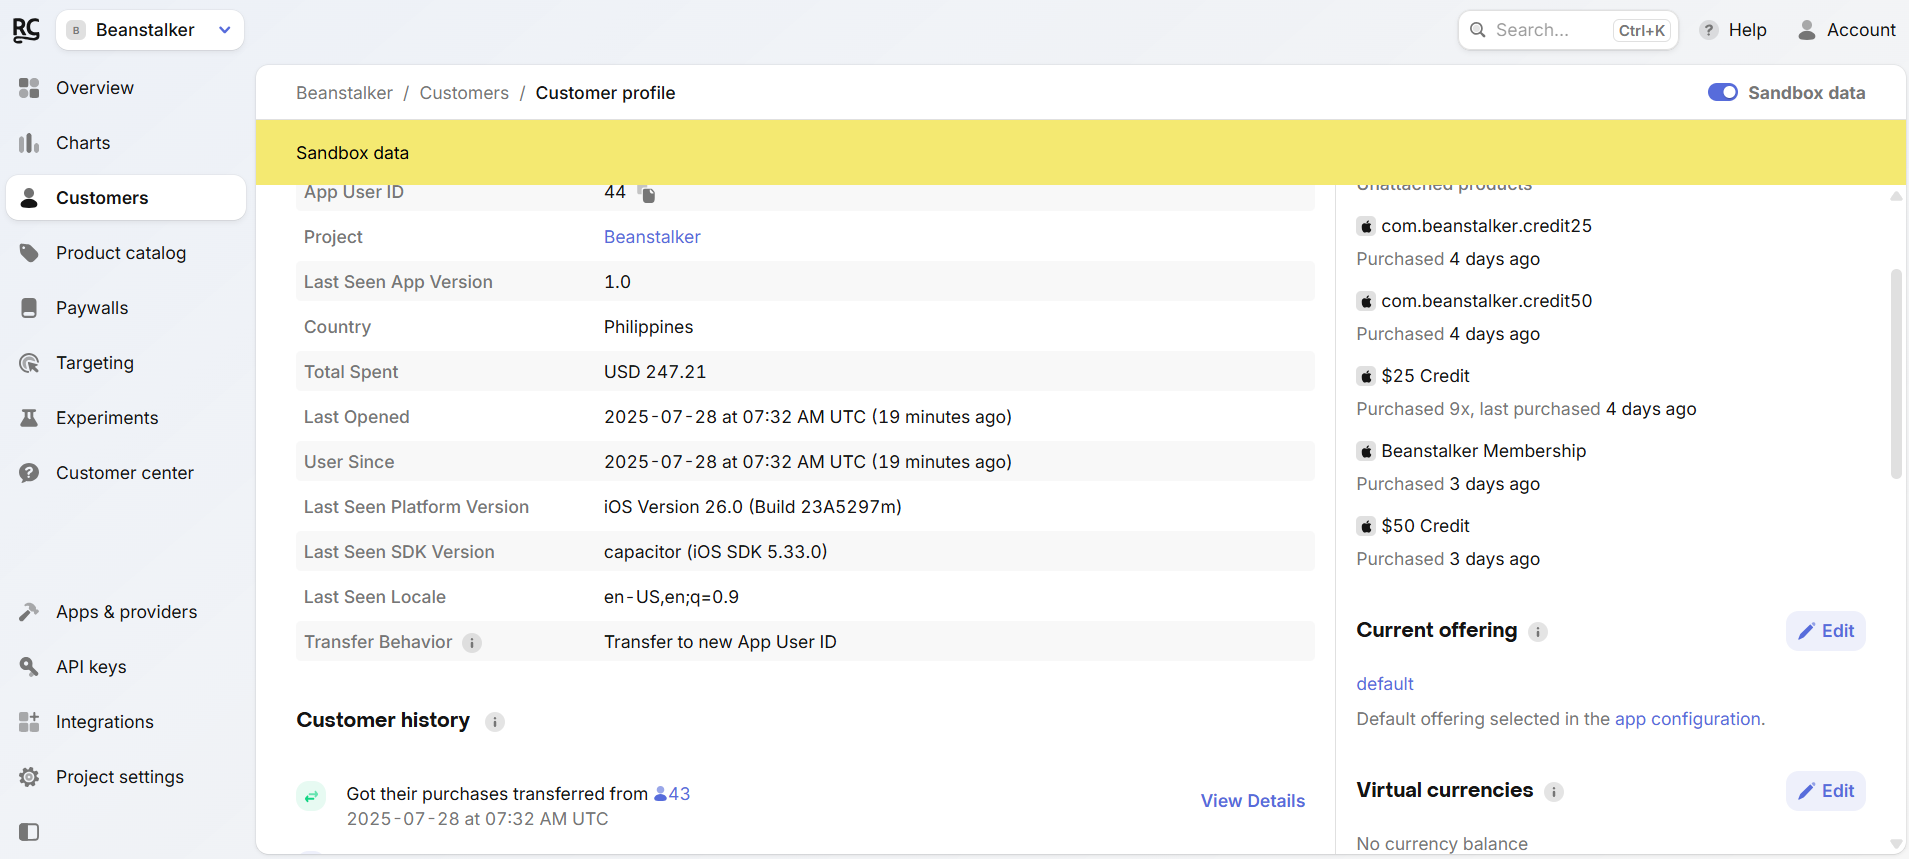 RC
B Beanstalker
Search... Ctrl+K
? Help
Account
Overview
Charts
Customers
Product catalog
Paywalls
Targeting
Experiments
Customer center
Apps & providers
API keys
Integrations
Project settings
Beanstalker / Customers / Customer profile
Sandbox data
Sandbox data
App User ID 44
Project Beanstalker
Last Seen App Version 1.0
Country Philippines
Total Spent USD 247.21
Last Opened 2025-07-28 at 07:32 AM UTC (19 minutes ago)
User Since 2025-07-28 at 07:32 AM UTC (19 minutes ago)
Last Seen Platform Version iOS Version 26.0 (Build 23A5297m)
Last Seen SDK Version capacitor (iOS SDK 5.33.0)
Last Seen Locale en-US,en;q=0.9
Transfer Behavior i Transfer to new App User ID
Customer history i
Got their purchases transferred from 43
2025-07-28 at 07:32 AM UTC
View Details
Unattached products
com.beanstalker.credit25
Purchased 4 days ago
com.beanstalker.credit50
Purchased 4 days ago
$25 Credit
Purchased 9x, last purchased 4 days ago
Beanstalker Membership
Purchased 3 days ago
$50 Credit
Purchased 3 days ago
Current offering i
Edit
default
Default offering selected in the app configuration.
Virtual currencies i
Edit
No currency balance